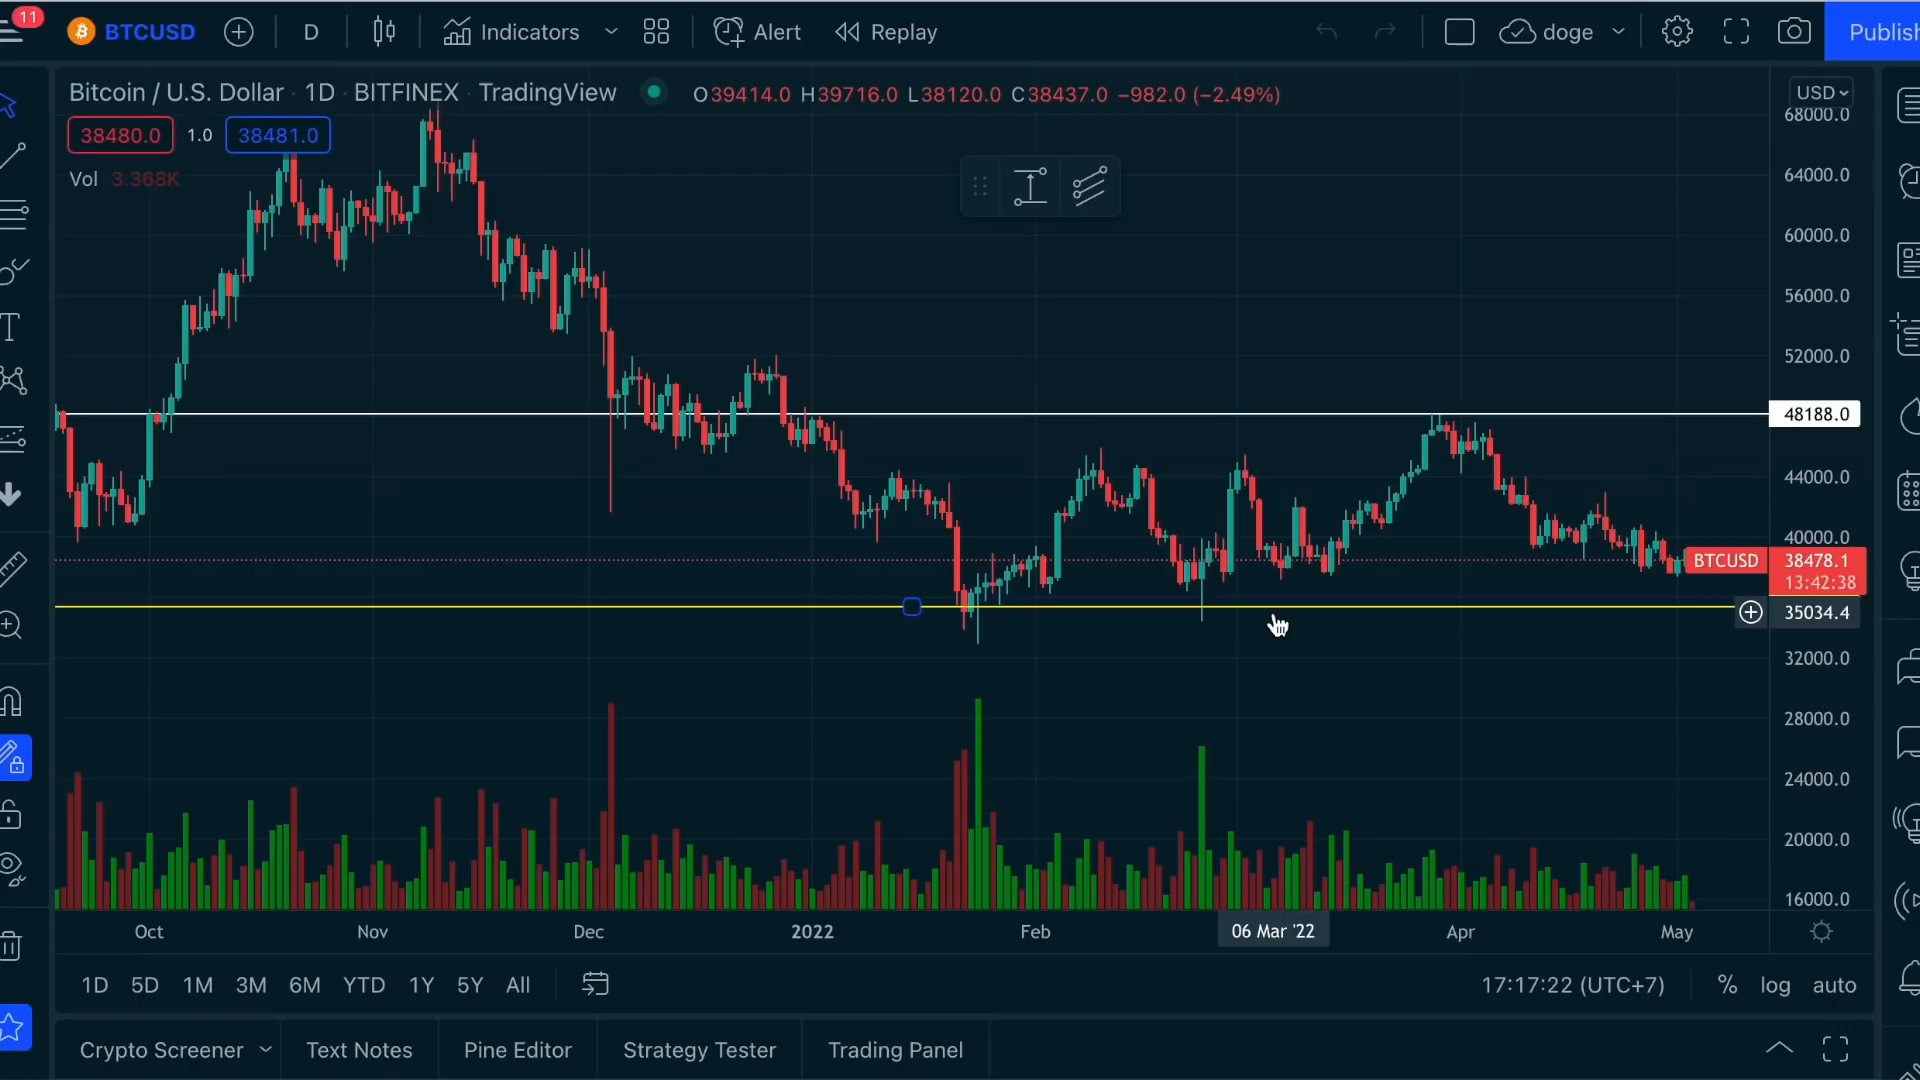 11
BTCUSD D Indicators Alert Replay doge Publish
Bitcoin / U.S. Dollar · 1D · BITFINEX · TradingView O39414.0 H39716.0 L38120.0 C38437.0 −982.0 (−2.49%) USD
38480.0 1.0 38481.0
Vol 3.368K
68000.0
64000.0
60000.0
56000.0
52000.0
48188.0
44000.0
40000.0
BTCUSD 38478.1
13:42:38
35034.4
32000.0
28000.0
24000.0
20000.0
16000.0
Oct Nov Dec 2022 Feb 06 Mar '22 Apr May
1D 5D 1M 3M 6M YTD 1Y 5Y All 17:17:22 (UTC+7) % log auto
Crypto Screener Text Notes Pine Editor Strategy Tester Trading Panel